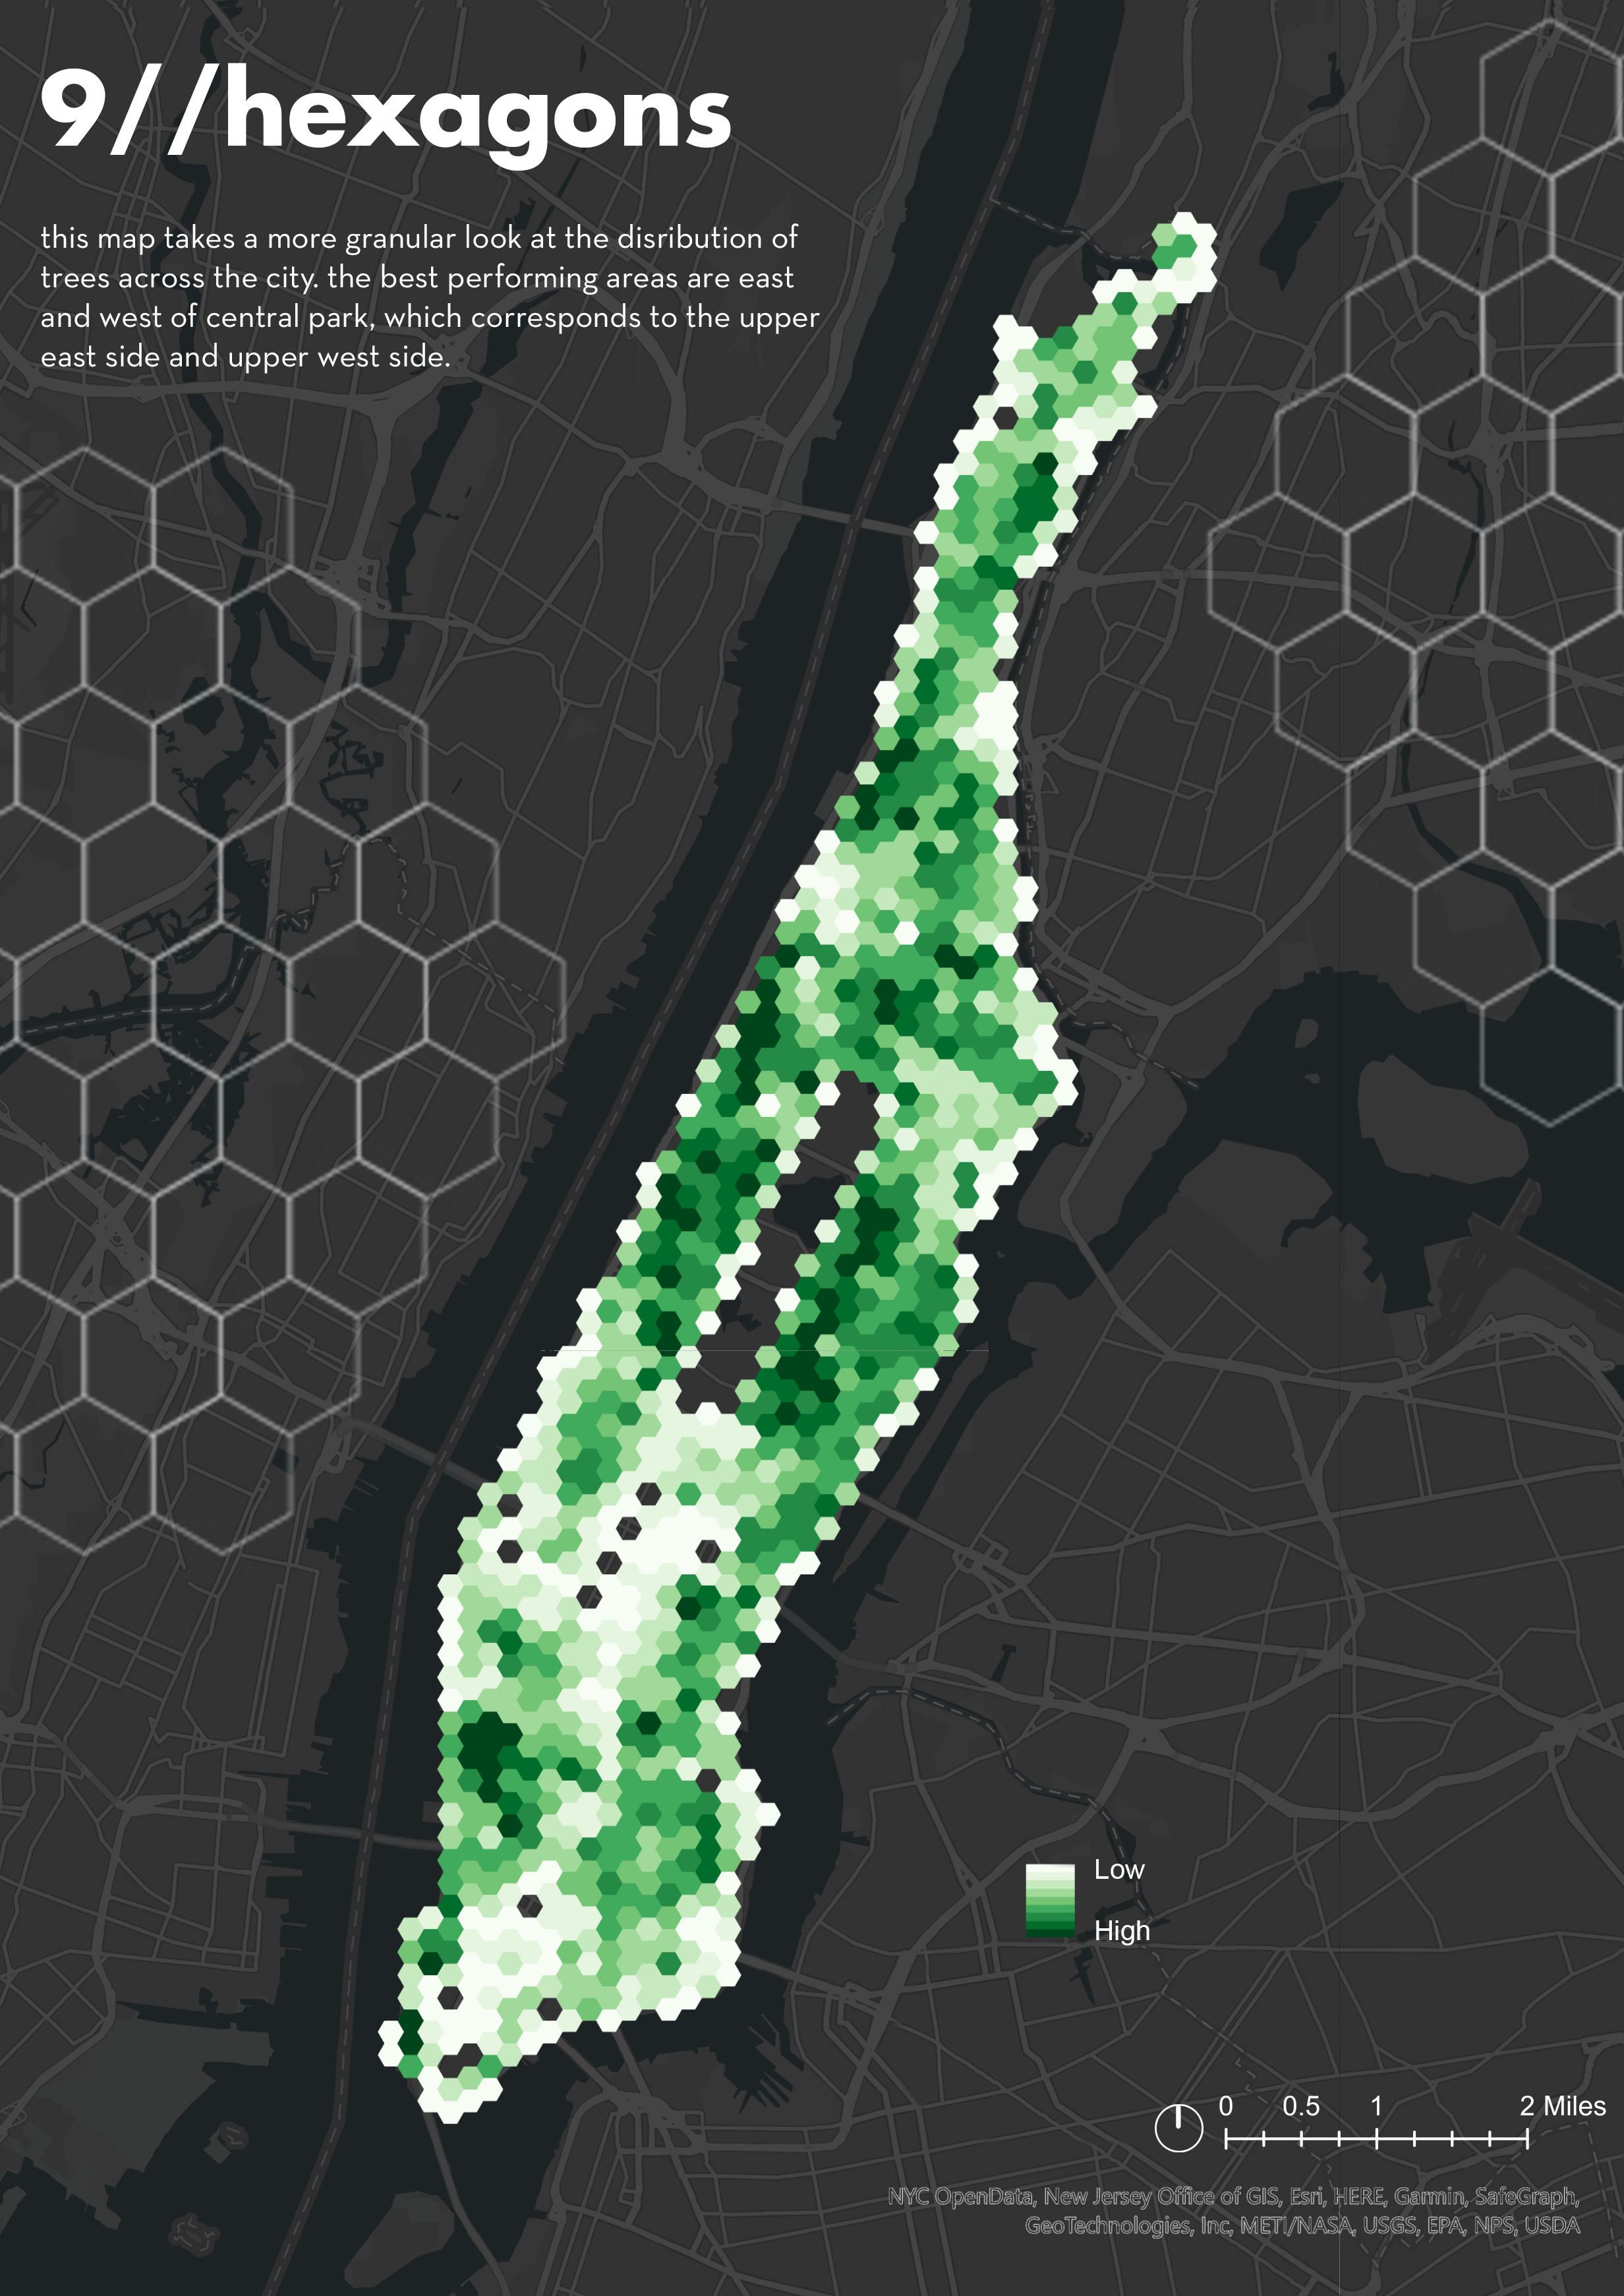 9//hexagons
this map takes a more granular look at the disribution of
trees across the city. the best performing areas are east
and west of central park, which corresponds to the upper
east side and upper west side.
Low
High
0 0.5 1 2 Miles
NYC OpenData, New Jersey Office of GIS, Esri, HERE, Garmin, SafeGraph,
GeoTechnologies, Inc, METI/NASA, USGS, EPA, NPS, USDA